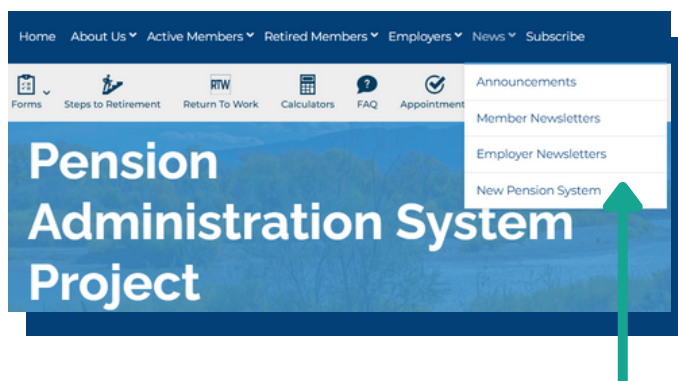 Home About Us Active Members Retired Members Employers News Subscribe
Forms Steps to Retirement RTW Return To Work Calculators ? FAQ Appointment
Announcements
Member Newsletters
Employer Newsletters
New Pension System
Pension
Administration System
Project